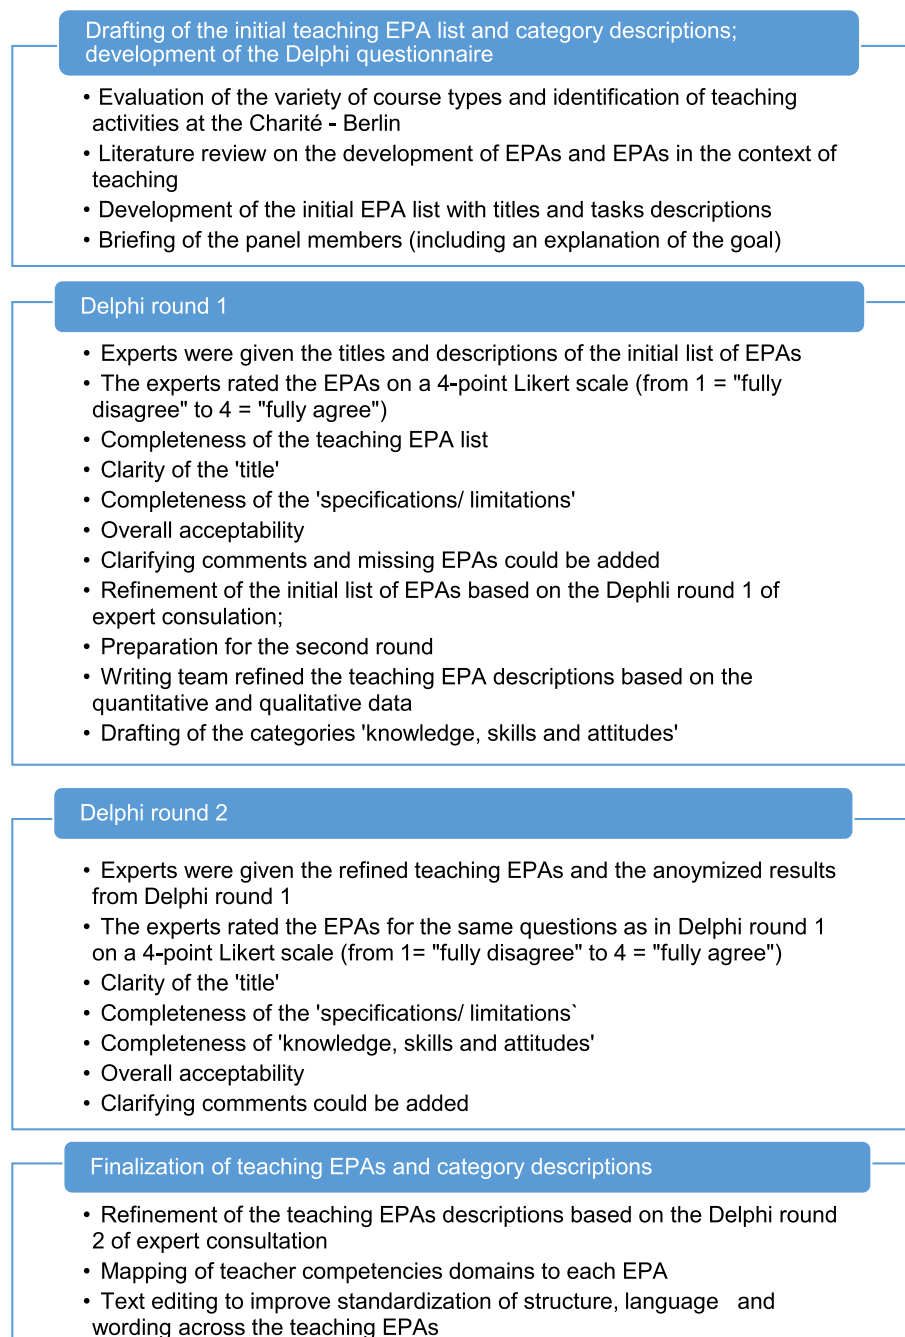 Drafting of the initial teaching EPA list and category descriptions;
development of the Delphi questionnaire
• Evaluation of the variety of course types and identification of teaching
activities at the Charité - Berlin
• Literature review on the development of EPAs and EPAs in the context of
teaching
• Development of the initial EPA list with titles and tasks descriptions
• Briefing of the panel members (including an explanation of the goal)
Delphi round 1
• Experts were given the titles and descriptions of the initial list of EPAs
• The experts rated the EPAs on a 4-point Likert scale (from 1 = "fully
disagree" to 4 = "fully agree")
• Completeness of the teaching EPA list
• Clarity of the 'title'
• Completeness of the 'specifications/ limitations'
• Overall acceptability
• Clarifying comments and missing EPAs could be added
• Refinement of the initial list of EPAs based on the Dephli round 1 of
expert consulation;
• Preparation for the second round
• Writing team refined the teaching EPA descriptions based on the
quantitative and qualitative data
• Drafting of the categories 'knowledge, skills and attitudes'
Delphi round 2
• Experts were given the refined teaching EPAs and the anoymized results
from Delphi round 1
• The experts rated the EPAs for the same questions as in Delphi round 1
on a 4-point Likert scale (from 1= "fully disagree" to 4 = "fully agree")
• Clarity of the 'title'
• Completeness of the 'specifications/ limitations`
• Completeness of 'knowledge, skills and attitudes'
• Overall acceptability
• Clarifying comments could be added
Finalization of teaching EPAs and category descriptions
• Refinement of the teaching EPAs descriptions based on the Delphi round
2 of expert consultation
• Mapping of teacher competencies domains to each EPA
• Text editing to improve standardization of structure, language and
wording across the teaching EPAs